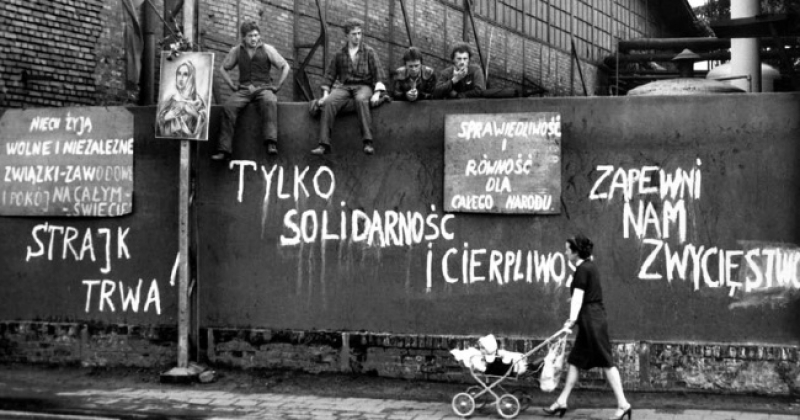 NIECH ŻYJĄ
WOLNE I NIEZALEŻNE
ZWIĄZKI-ZAWODOWE
I POKÓJ NA CAŁYM-
-ŚWIECIE
STRAJK
TRWA!
TYLKO
SOLIDARNOŚĆ
I CIERPLIWOŚ
SPRAWIEDLIWOŚĆ
I
RÓWNOŚĆ
DLA
CAŁEGO NARODU
ZAPEWNI
NAM
ZWYCIĘSTWO